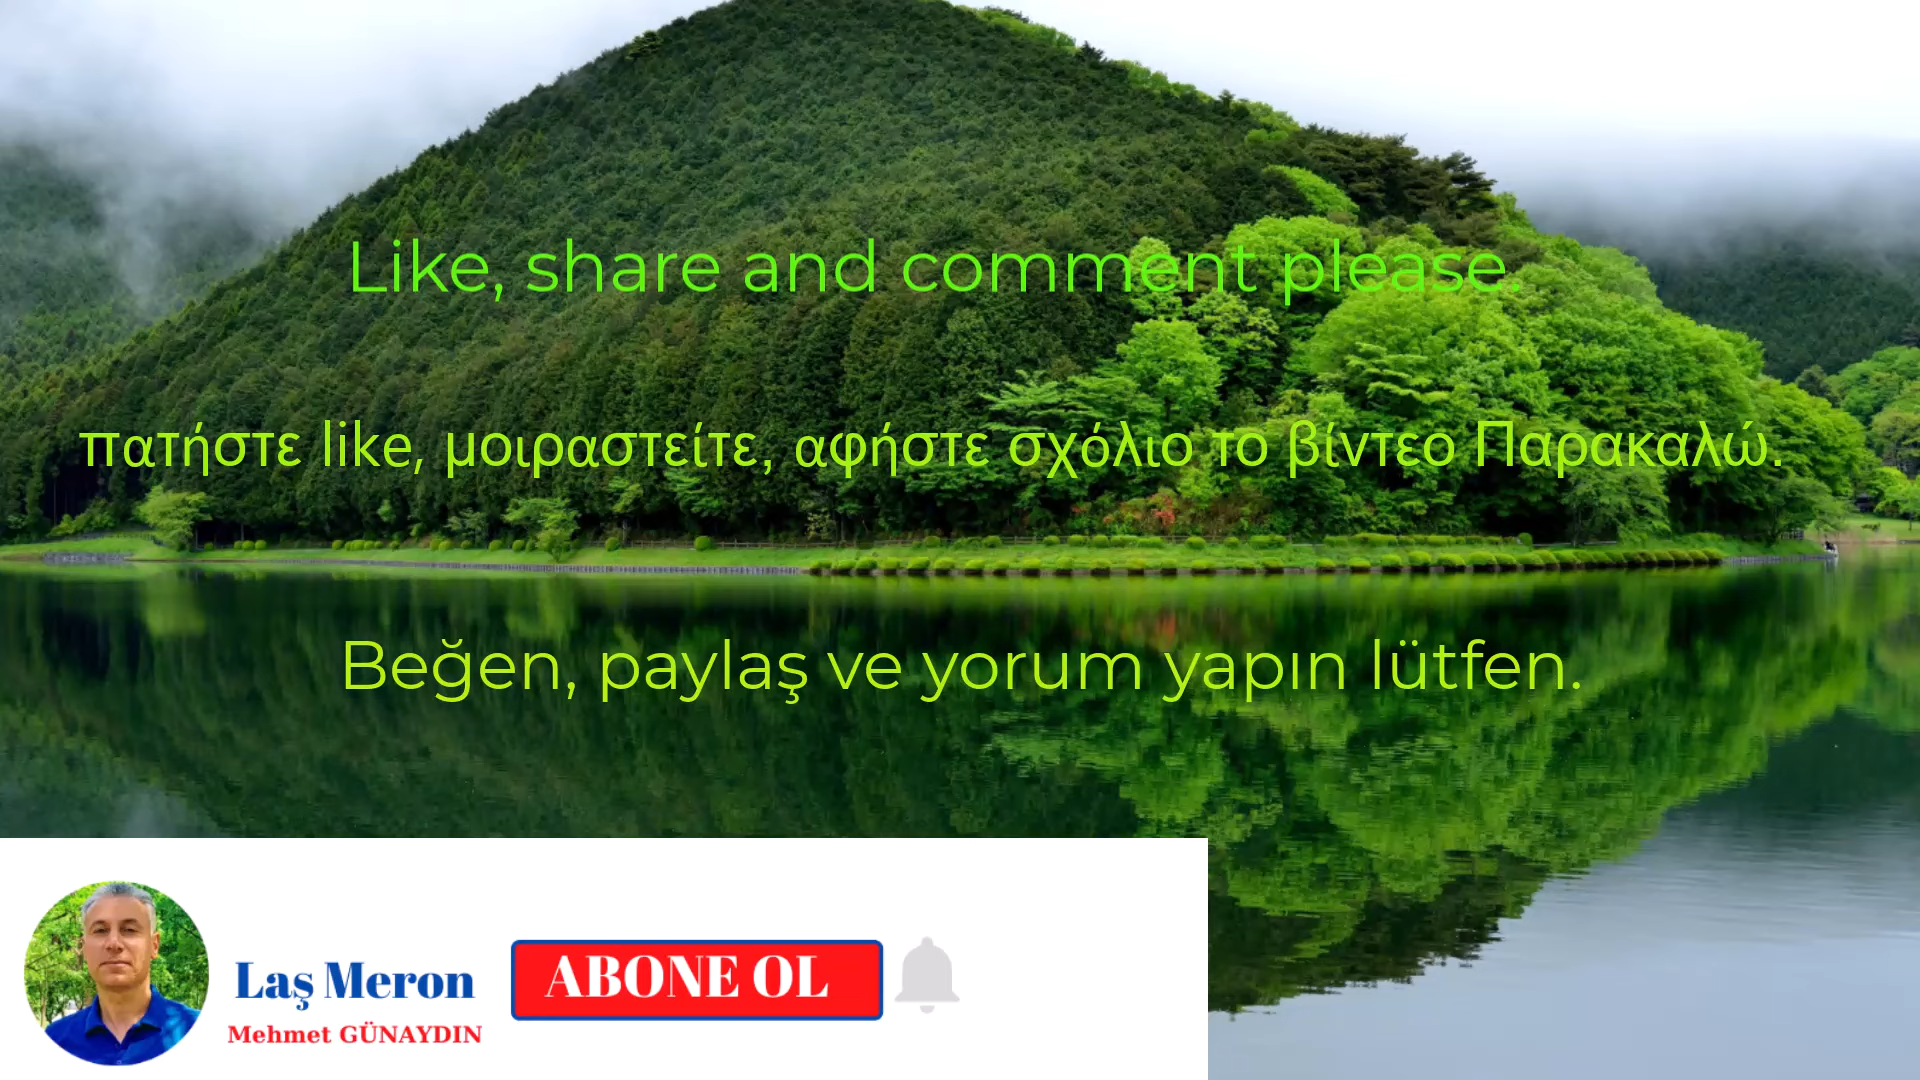 Like, share and comment please.
πατήστε like, μοιραστείτε, αφήστε σχόλιο το βίντεο Παρακαλώ.
Beğen, paylaş ve yorum yapın lütfen.
Laş Meron
Mehmet GÜNAYDIN
ABONE OL